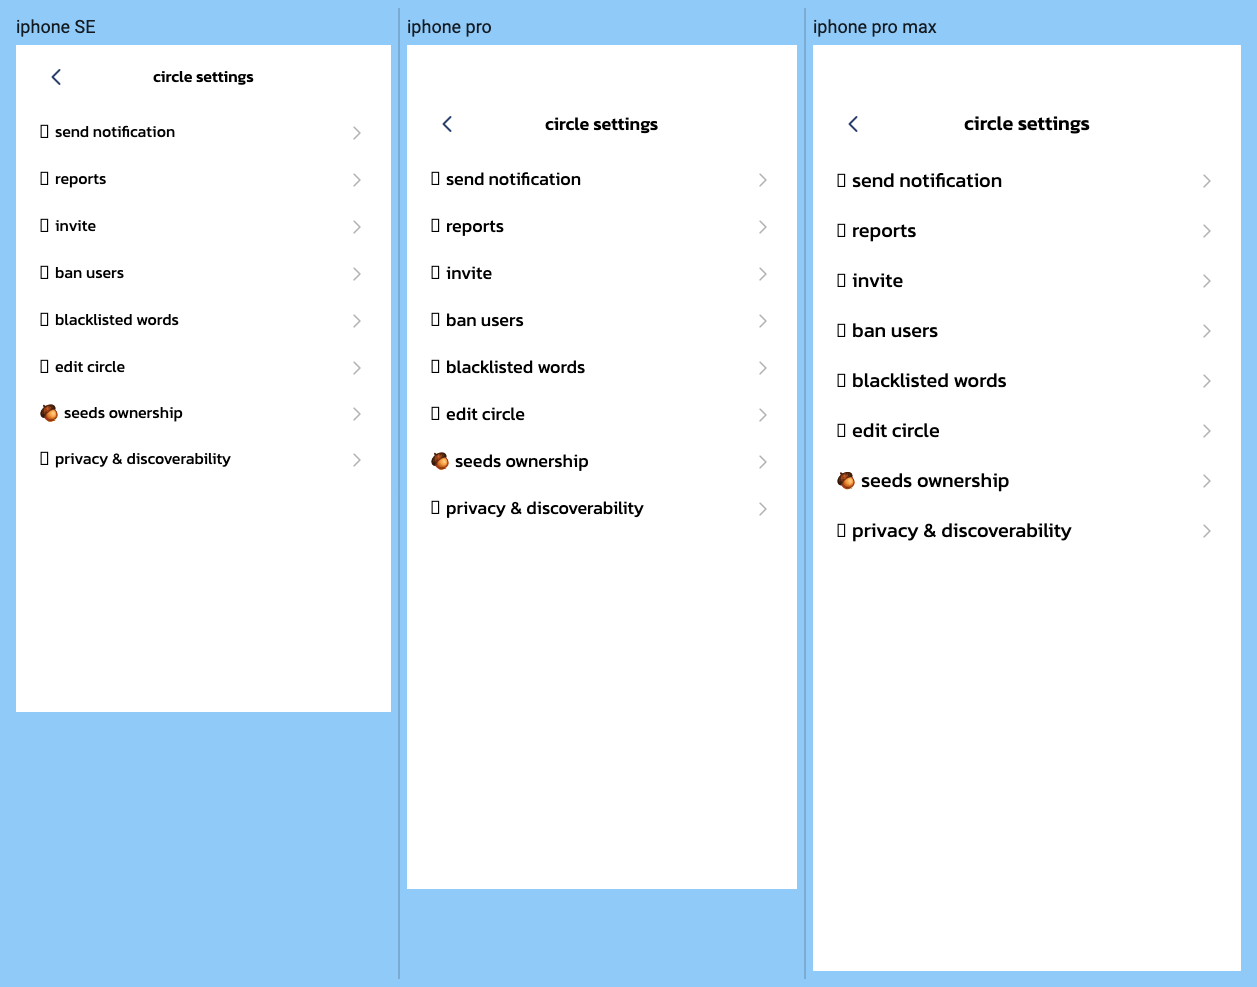 iphone SE
circle settings
send notification
reports
invite
ban users
blacklisted words
edit circle
🌰 seeds ownership
privacy & discoverability
iphone pro
circle settings
send notification
reports
invite
ban users
blacklisted words
edit circle
🌰 seeds ownership
privacy & discoverability
iphone pro max
circle settings
send notification
reports
invite
ban users
blacklisted words
edit circle
🌰 seeds ownership
privacy & discoverability